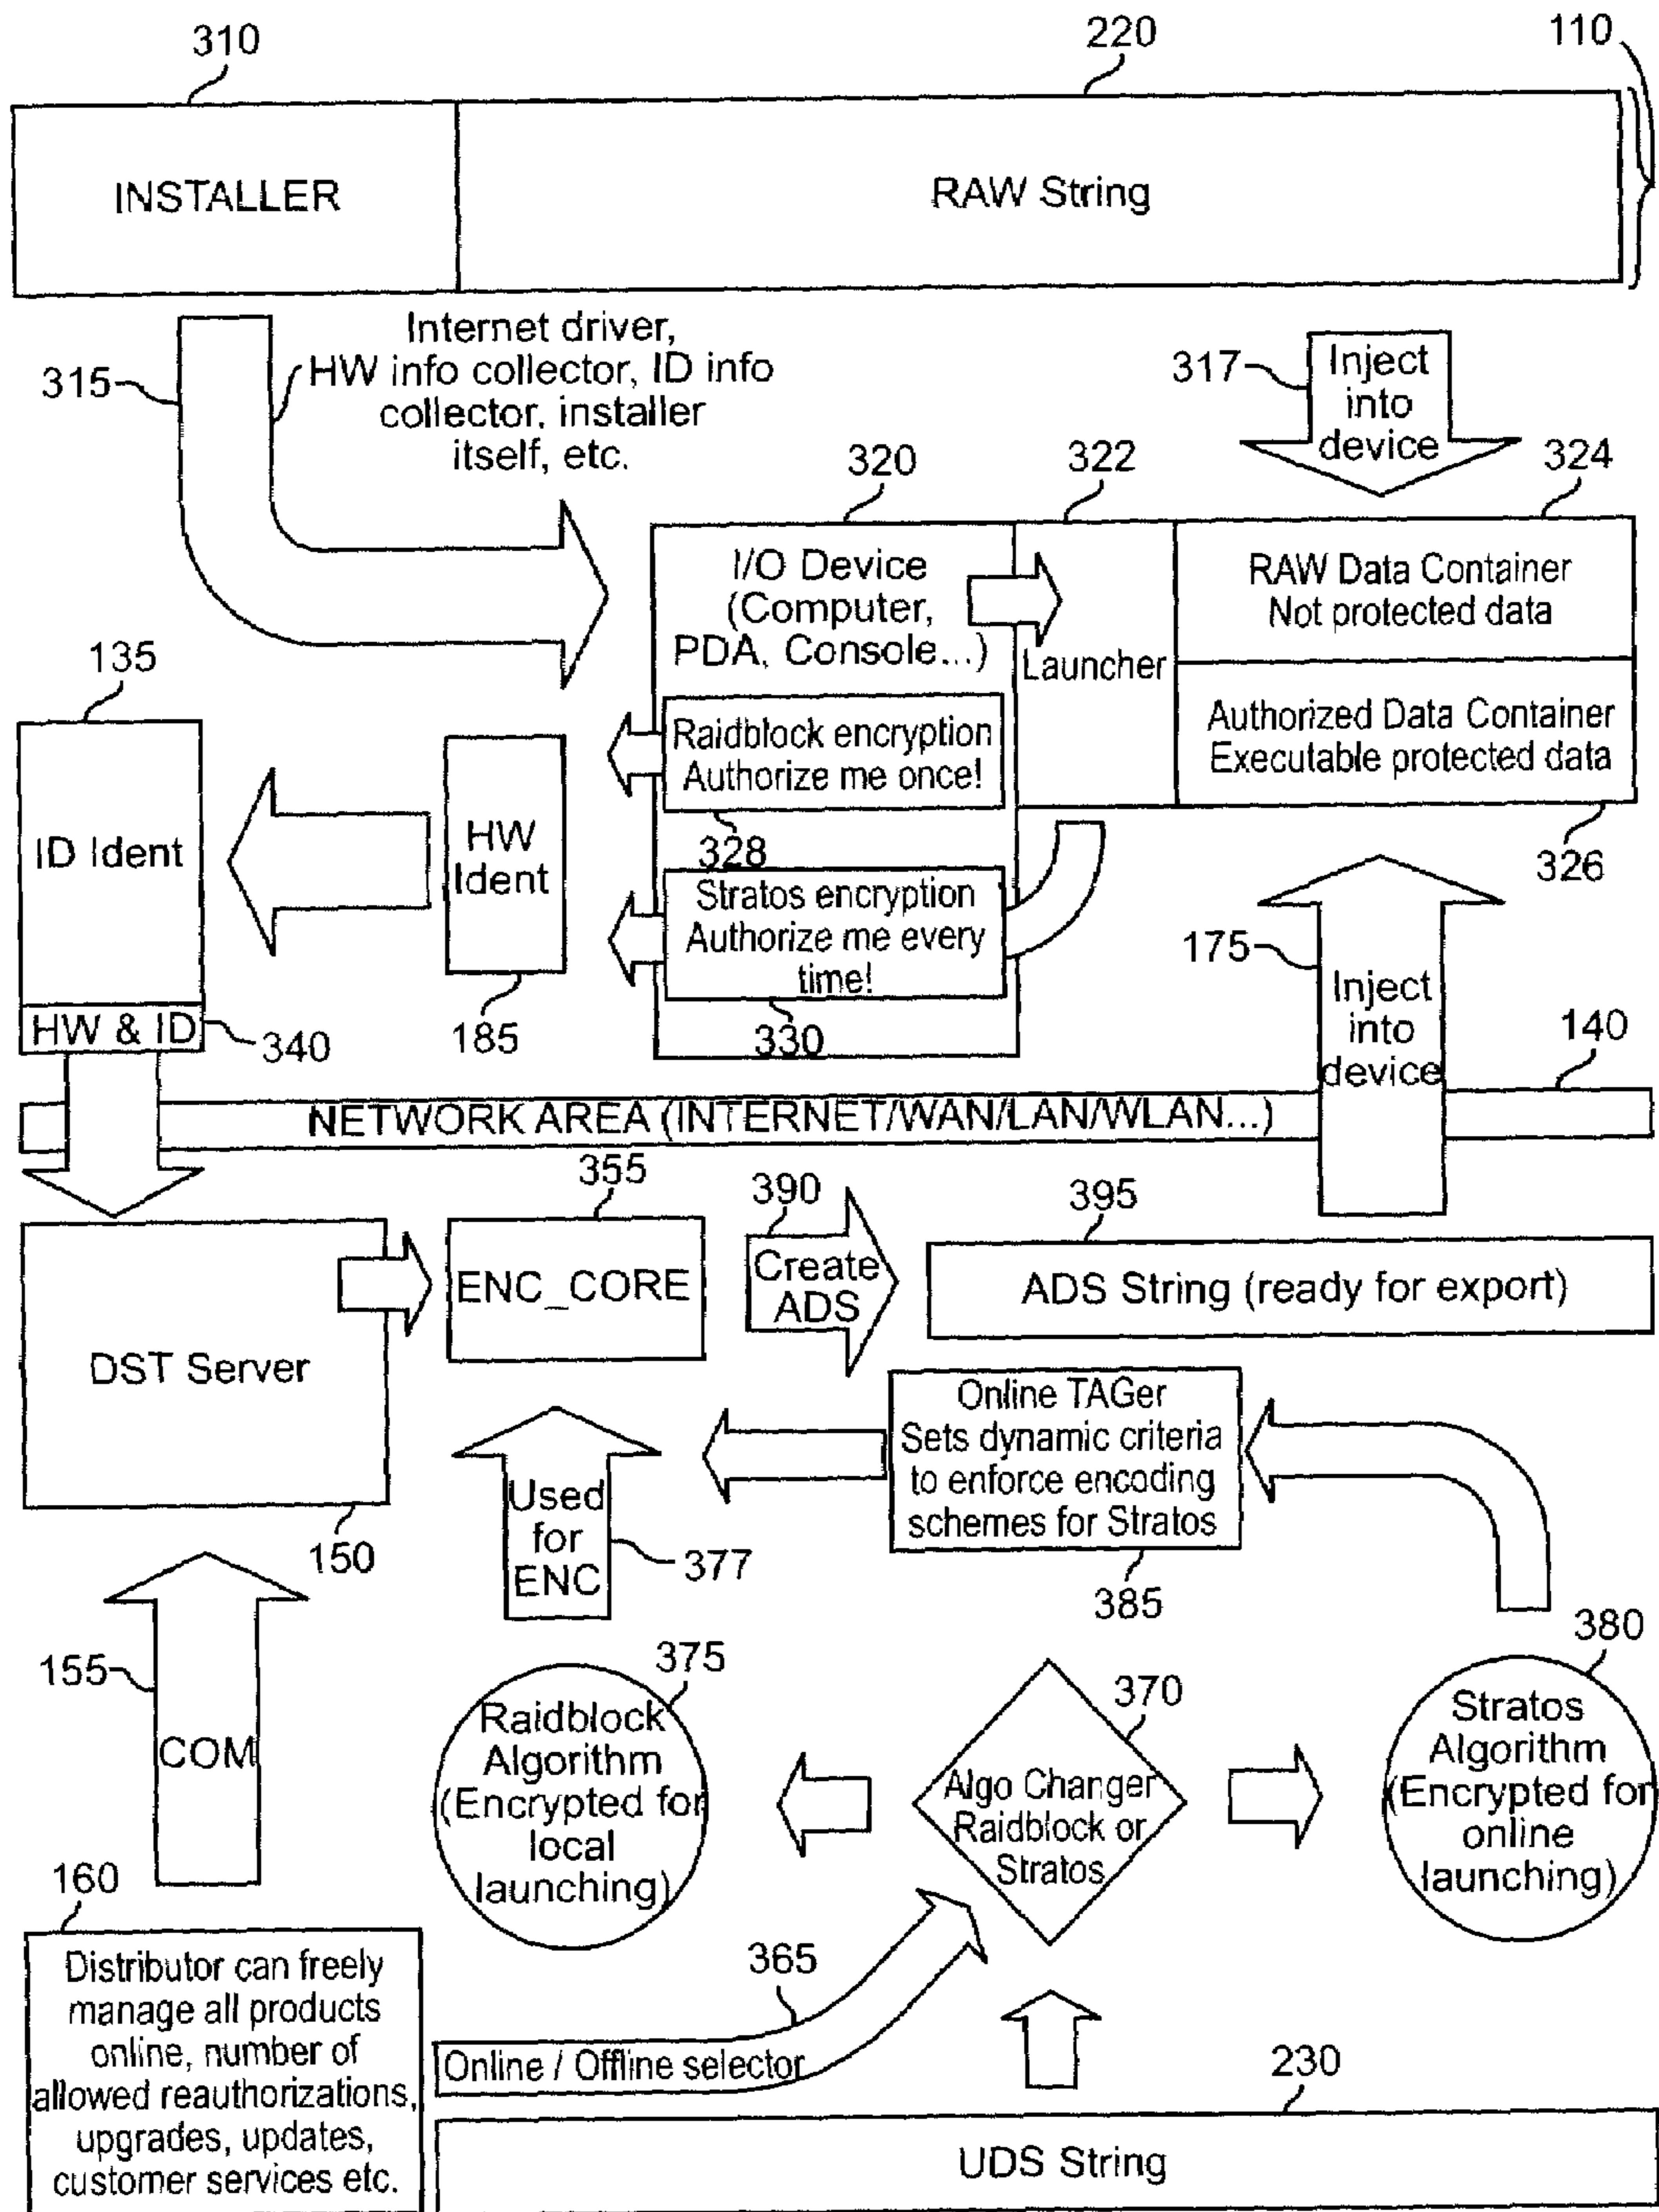 310
220
110
INSTALLER
RAW String
315
Internet driver,
HW info collector, ID info
collector, installer
itself, etc.
317
Inject
into
device
320
322
324
I/O Device
(Computer,
PDA, Console...)
Launcher
RAW Data Container
Not protected data
Authorized Data Container
Executable protected data
326
135
ID Ident
HW & ID
340
HW
Ident
185
Raidblock encryption
Authorize me once!
328
Stratos encryption
Authorize me every
time!
330
175
Inject
into
device
140
NETWORK AREA (INTERNET/WAN/LAN/WLAN...)
355
390
395
DST Server
150
ENC_CORE
Create
ADS
ADS String (ready for export)
Used
for
ENC
377
Online TAGer
Sets dynamic criteria
to enforce encoding
schemes for Stratos
385
155
COM
375
Raidblock
Algorithm
(Encrypted for
local
launching)
370
Algo Changer
Raidblock or
Stratos
380
Stratos
Algorithm
(Encrypted for
online
launching)
160
Distributor can freely
manage all products
online, number of
allowed reauthorizations,
upgrades, updates,
customer services etc.
365
Online / Offline selector
230
UDS String